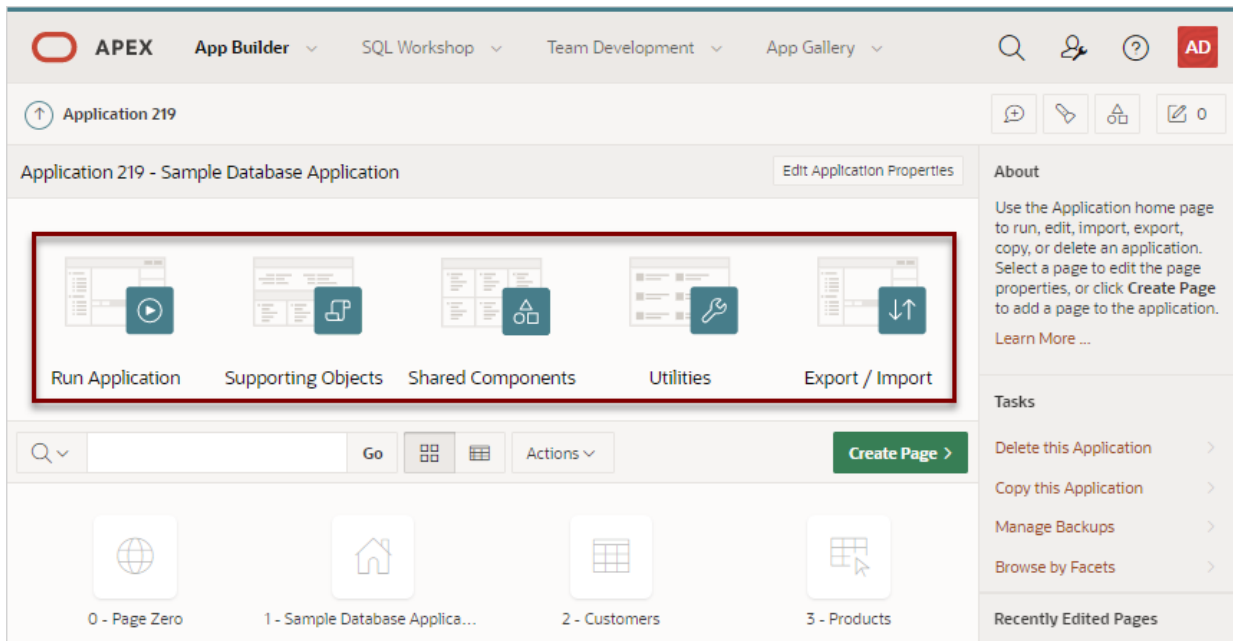 APEX App Builder SQL Workshop Team Development App Gallery AD
Application 219 0
Application 219 - Sample Database Application Edit Application Properties
Run Application Supporting Objects Shared Components Utilities Export / Import
Go Actions Create Page >
0 - Page Zero 1 - Sample Database Applica... 2 - Customers 3 - Products
About
Use the Application home page
to run, edit, import, export,
copy, or delete an application.
Select a page to edit the page
properties, or click Create Page
to add a page to the application.
Learn More ...
Tasks
Delete this Application
Copy this Application
Manage Backups
Browse by Facets
Recently Edited Pages